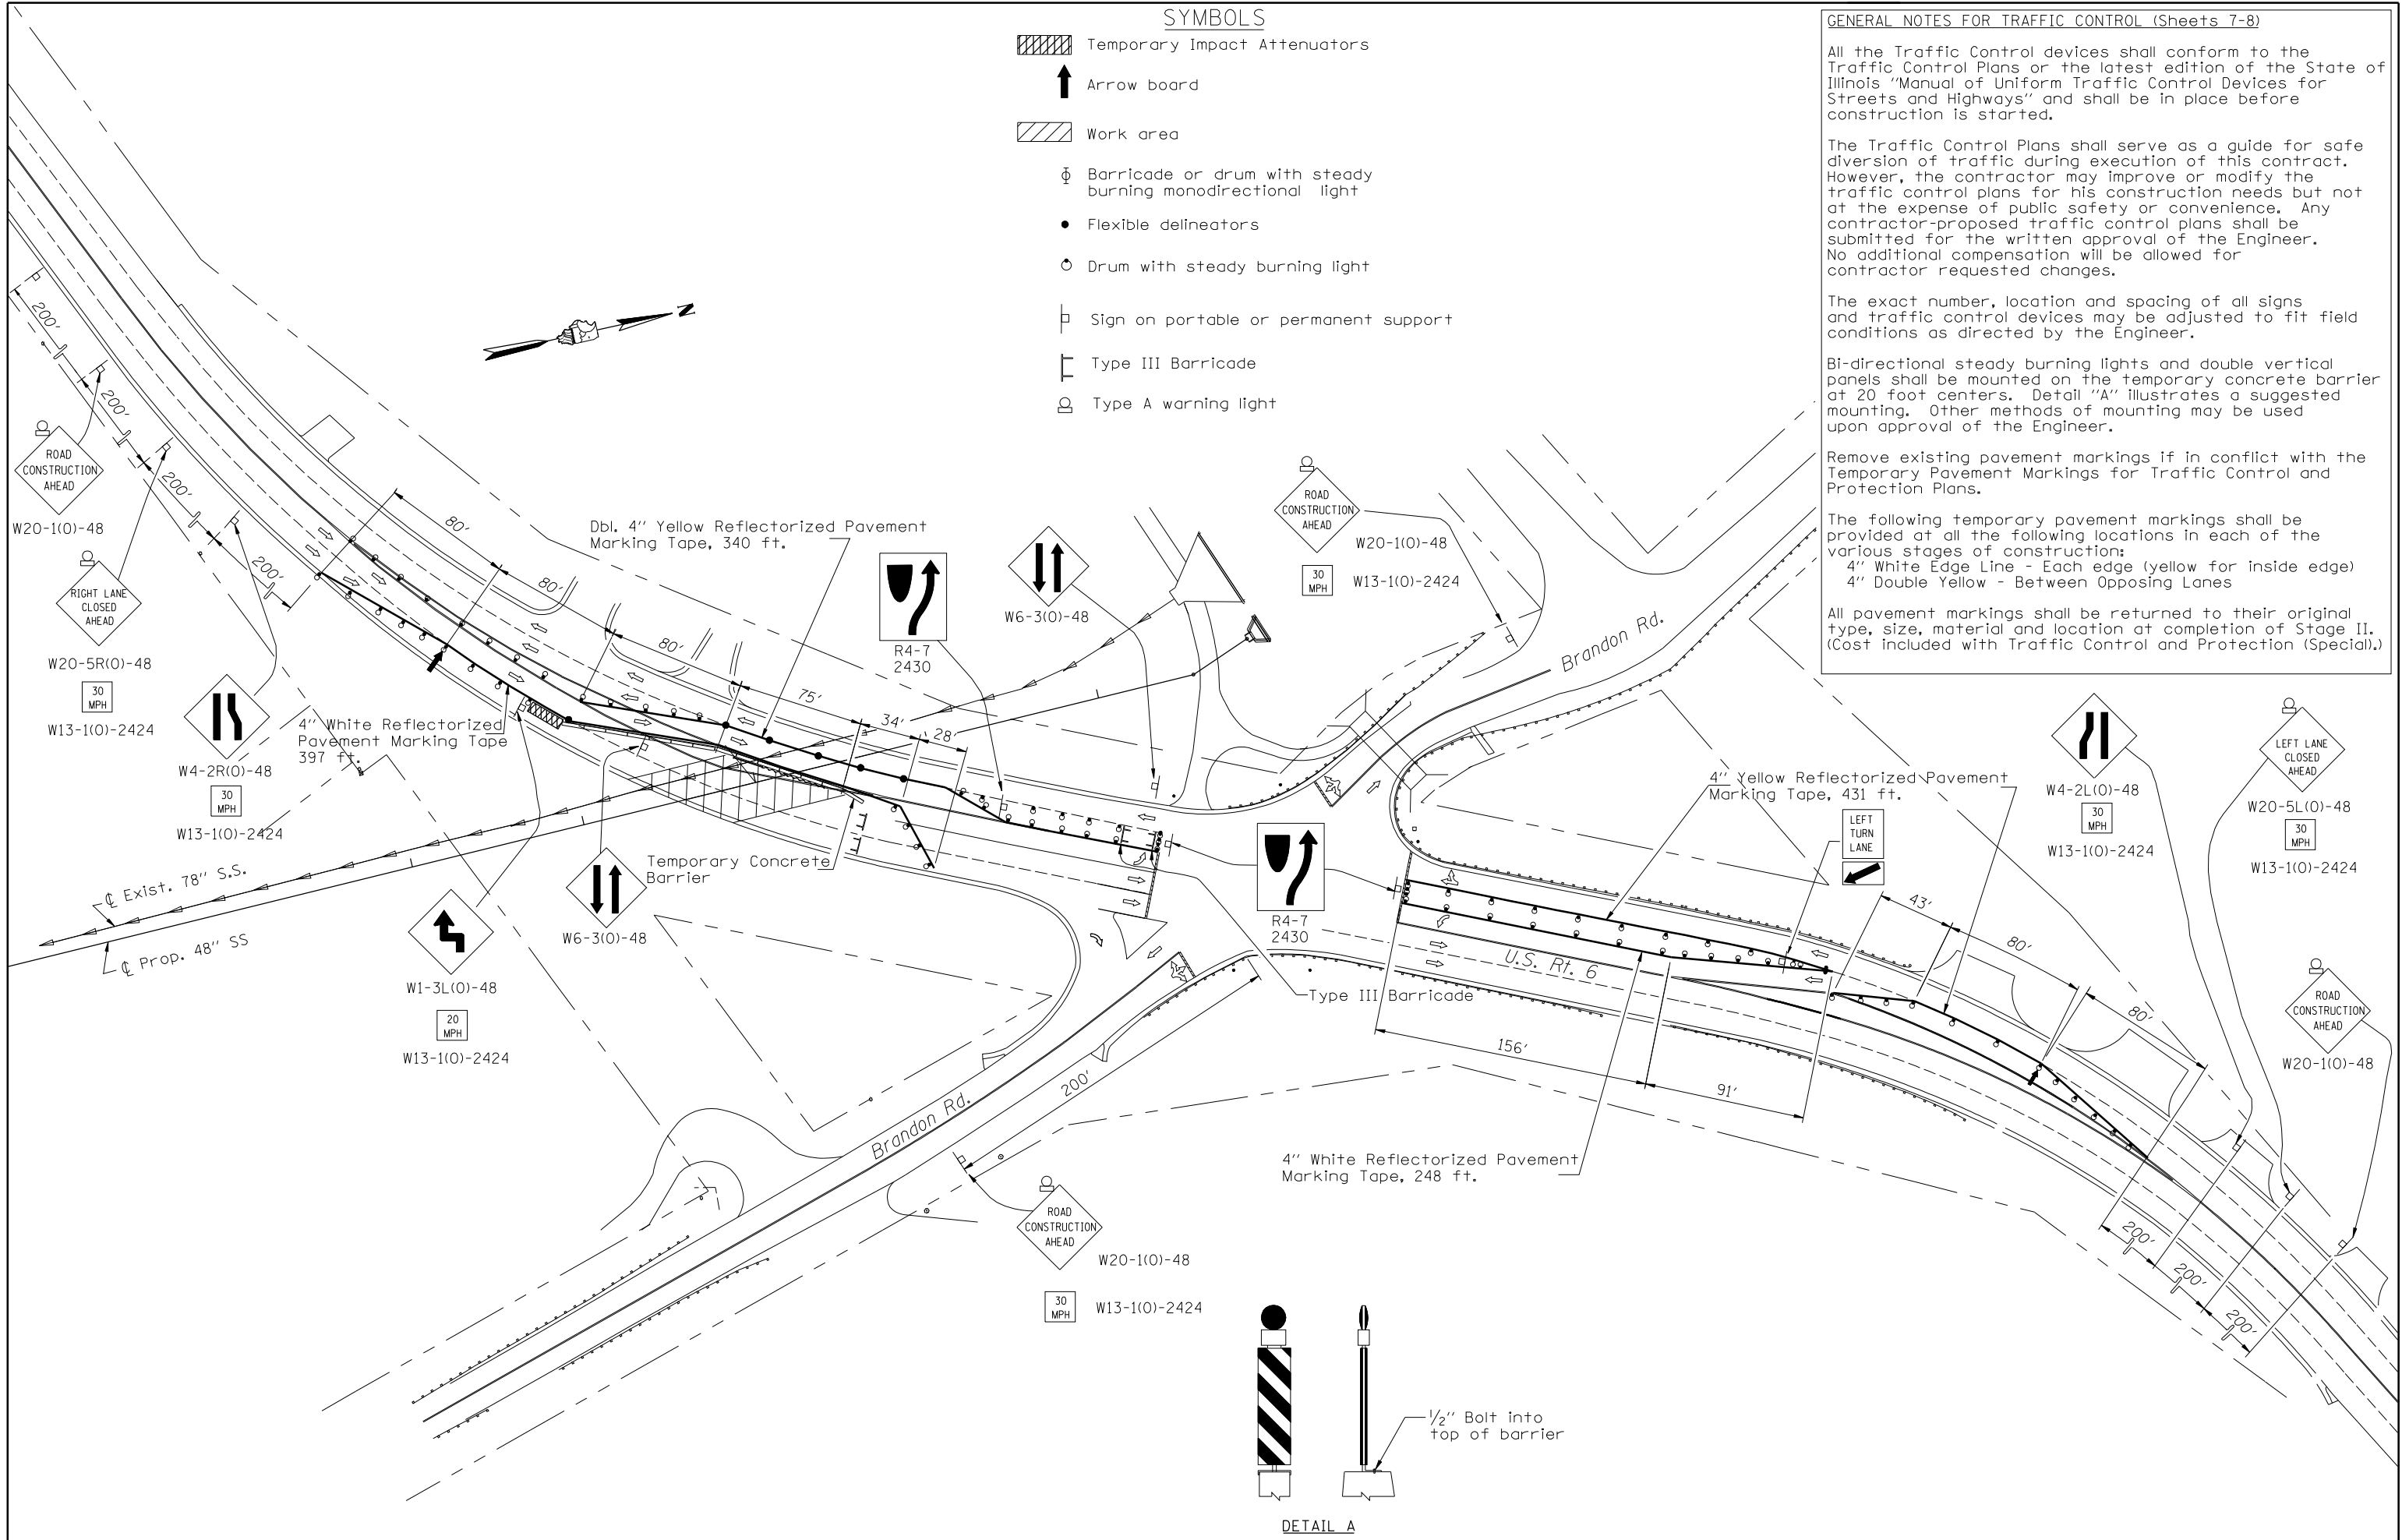 SYMBOLS
Temporary Impact Attenuators
Arrow board
Work area
Barricade or drum with steady
burning monodirectional light
Flexible delineators
Drum with steady burning light
Sign on portable or permanent support
Type III Barricade
Type A warning light
GENERAL NOTES FOR TRAFFIC CONTROL (Sheets 7-8)
All the Traffic Control devices shall conform to the
Traffic Control Plans or the latest edition of the State of
Illinois "Manual of Uniform Traffic Control Devices for
Streets and Highways" and shall be in place before
construction is started.
The Traffic Control Plans shall serve as a guide for safe
diversion of traffic during execution of this contract.
However, the contractor may improve or modify the
traffic control plans for his construction needs but not
at the expense of public safety or convenience. Any
contractor-proposed traffic control plans shall be
submitted for the written approval of the Engineer.
No additional compensation will be allowed for
contractor requested changes.
The exact number, location and spacing of all signs
and traffic control devices may be adjusted to fit field
conditions as directed by the Engineer.
Bi-directional steady burning lights and double vertical
panels shall be mounted on the temporary concrete barrier
at 20 foot centers. Detail "A" illustrates a suggested
mounting. Other methods of mounting may be used
upon approval of the Engineer.
Remove existing pavement markings if in conflict with the
Temporary Pavement Markings for Traffic Control and
Protection Plans.
The following temporary pavement markings shall be
provided at all the following locations in each of the
various stages of construction:
4" White Edge Line - Each edge (yellow for inside edge)
4" Double Yellow - Between Opposing Lanes
All pavement markings shall be returned to their original
type, size, material and location at completion of Stage II.
(Cost included with Traffic Control and Protection (Special).)
N
200'
200'
200'
200'
ROAD
CONSTRUCTION
AHEAD
W20-1(O)-48
RIGHT LANE
CLOSED
AHEAD
W20-5R(O)-48
30
MPH
W13-1(O)-2424
W4-2R(O)-48
30
MPH
W13-1(O)-2424
80'
80'
80'
75'
34'
28'
Dbl. 4" Yellow Reflectorized Pavement
Marking Tape, 340 ft.
R4-7
2430
W6-3(O)-48
ROAD
CONSTRUCTION
AHEAD
W20-1(O)-48
30
MPH
W13-1(O)-2424
Brandon Rd.
4" White Reflectorized
Pavement Marking Tape
397 ft.
℄ Exist. 78" S.S.
℄ Prop. 48" SS
W1-3L(O)-48
20
MPH
W13-1(O)-2424
W6-3(O)-48
Temporary Concrete
Barrier
R4-7
2430
Type III Barricade
4" Yellow Reflectorized Pavement
Marking Tape, 431 ft.
LEFT
TURN
LANE
U.S. Rt. 6
W4-2L(O)-48
30
MPH
W13-1(O)-2424
LEFT LANE
CLOSED
AHEAD
W20-5L(O)-48
30
MPH
W13-1(O)-2424
ROAD
CONSTRUCTION
AHEAD
W20-1(O)-48
43'
80'
80'
156'
91'
200'
200'
200'
4" White Reflectorized Pavement
Marking Tape, 248 ft.
Brandon Rd.
200'
ROAD
CONSTRUCTION
AHEAD
W20-1(O)-48
30
MPH
W13-1(O)-2424
1/2" Bolt into
top of barrier
DETAIL A